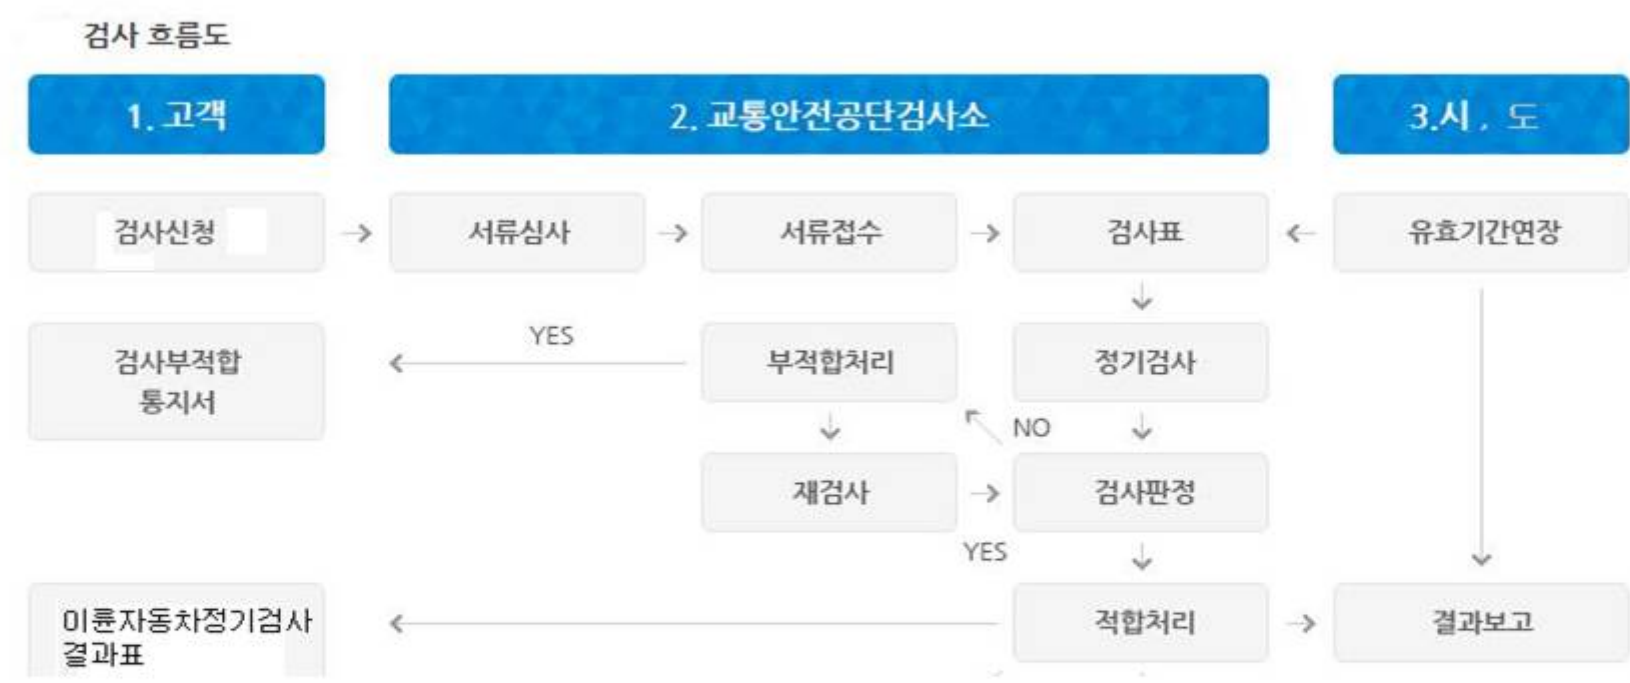 검사 흐름도
1. 고객
2. 교통안전공단검사소
3.시 , 도
검사신청
서류심사
서류접수
검사표
유효기간연장
검사부적합
통지서
YES
부적합처리
정기검사
NO
재검사
검사판정
YES
이륜자동차정기검사
결과표
적합처리
결과보고